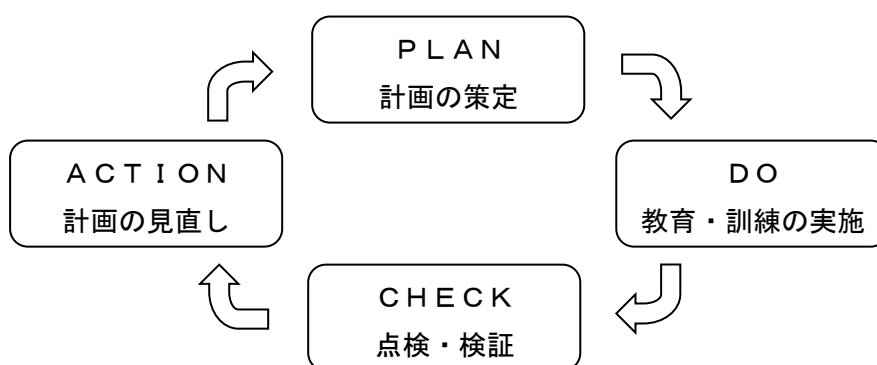 ＰＬＡＮ
計画の策定
ＤＯ
教育・訓練の実施
ＣＨＥＣＫ
点検・検証
ＡＣＴＩＯＮ
計画の見直し